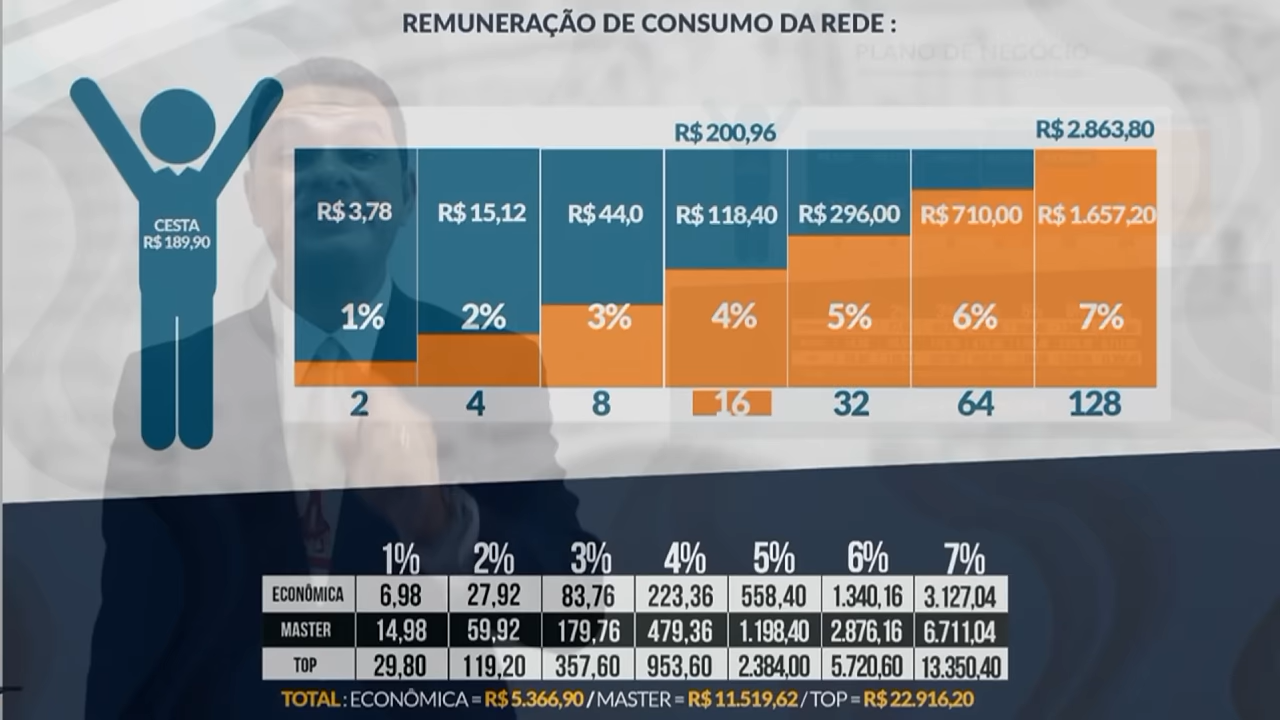 REMUNERAÇÃO DE CONSUMO DA REDE :
PLANO DE NEGOCIO
R$ 200,96 R$ 2.863,80
CESTA
R$ 189,90
R$ 3,78 R$ 15,12 R$ 44,0 R$ 118,40 R$ 296,00 R$ 710,00 R$ 1.657,20
1% 2% 3% 4% 5% 6% 7%
2 4 8 16 32 64 128
1% 2% 3% 4% 5% 6% 7%
ECONÔMICA 6,98 27,92 83,76 223,36 558,40 1.340,16 3.127,04
MASTER 14,98 59,92 179,76 479,36 1.198,40 2.876,16 6.711,04
TOP 29,80 119,20 357,60 953,60 2.384,00 5.720,60 13.350,40
TOTAL : ECONÔMICA = R$ 5.366,90 / MASTER = R$ 11.519,62 / TOP = R$ 22.916,20